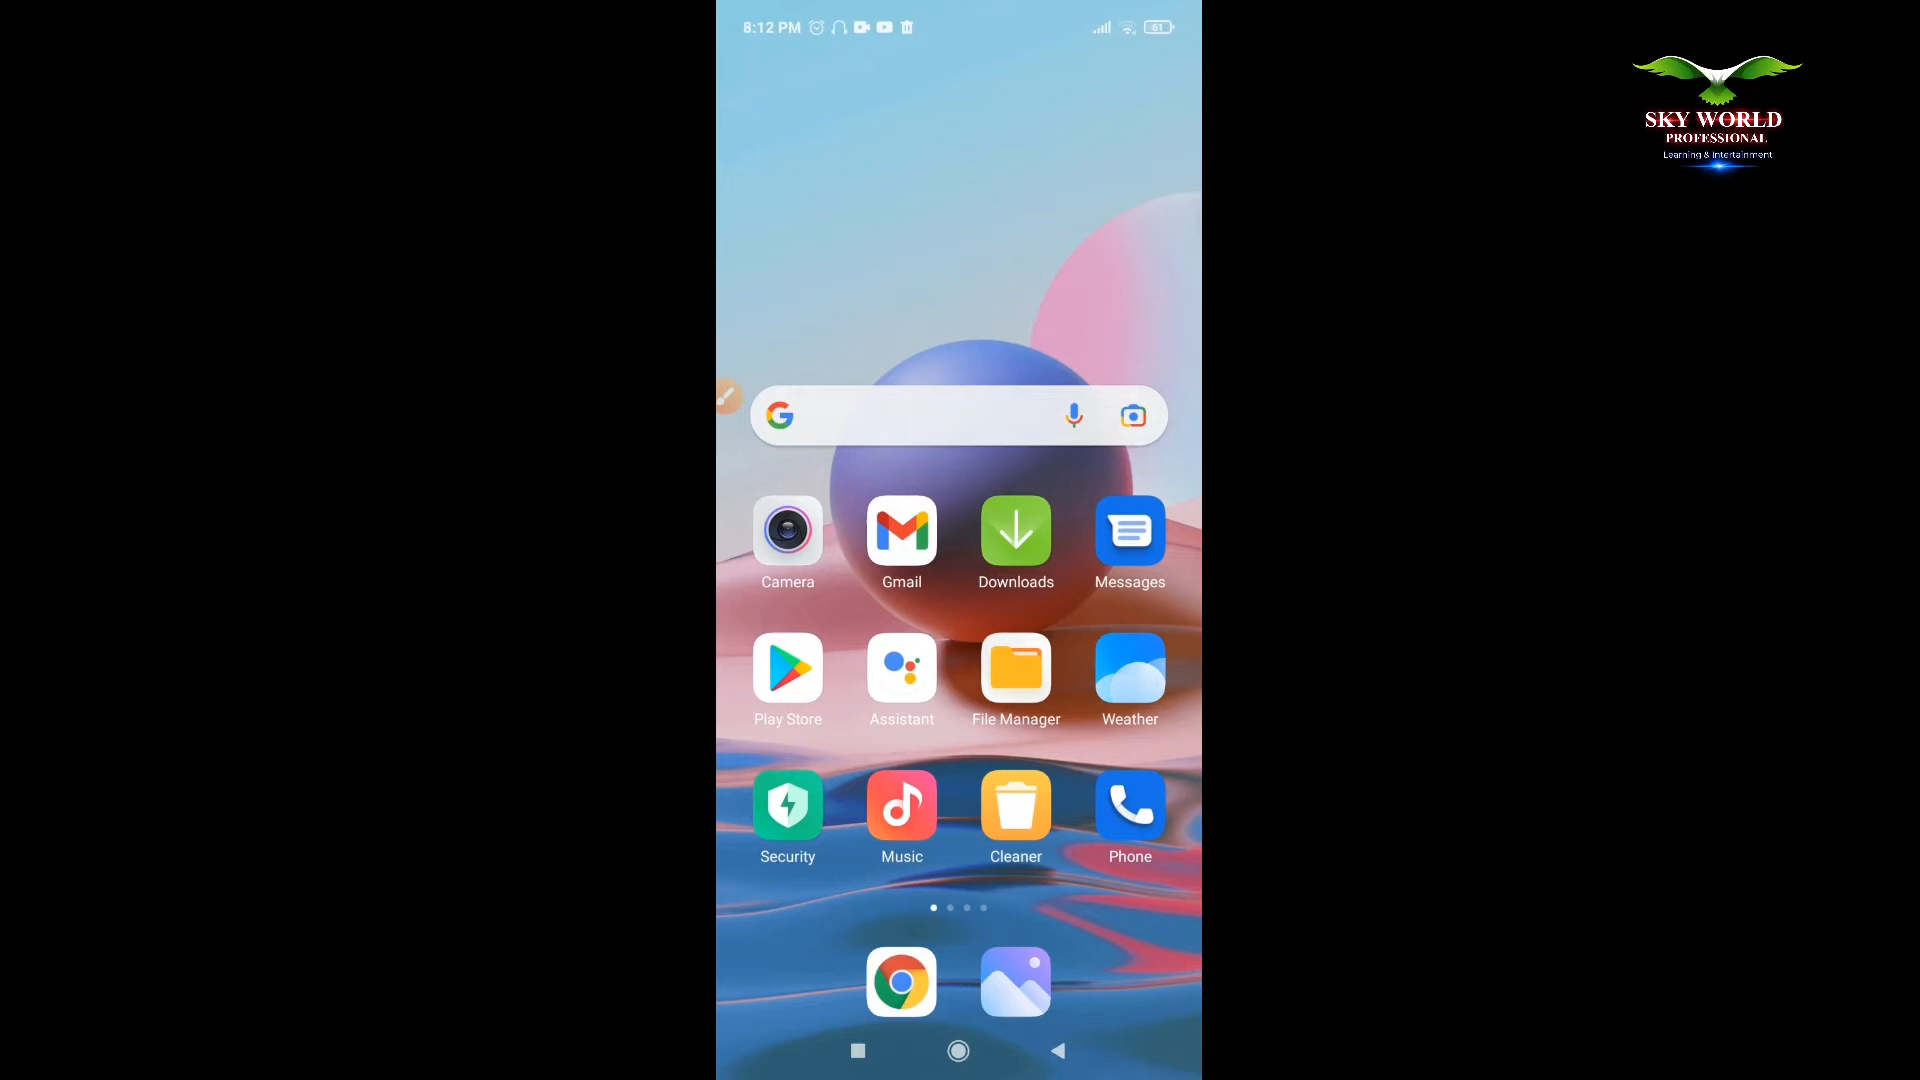 8:12 PM
61
SKY WORLD
PROFESSIONAL
Learning & Intertainment
Camera
Gmail
Downloads
Messages
Play Store
Assistant
File Manager
Weather
Security
Music
Cleaner
Phone